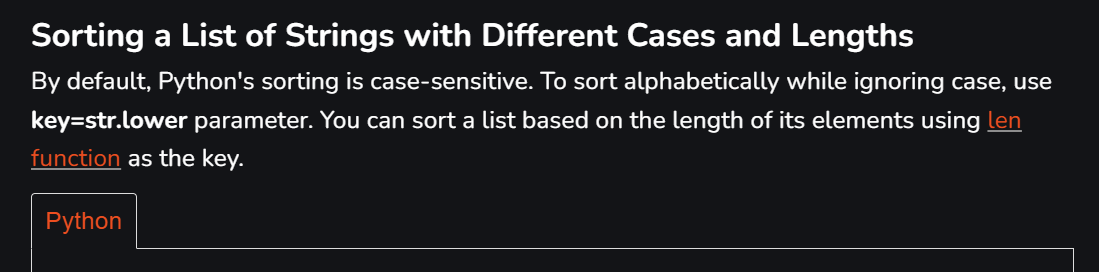 Sorting a List of Strings with Different Cases and Lengths
By default, Python's sorting is case-sensitive. To sort alphabetically while ignoring case, use
key=str.lower parameter. You can sort a list based on the length of its elements using len
function as the key.
Python